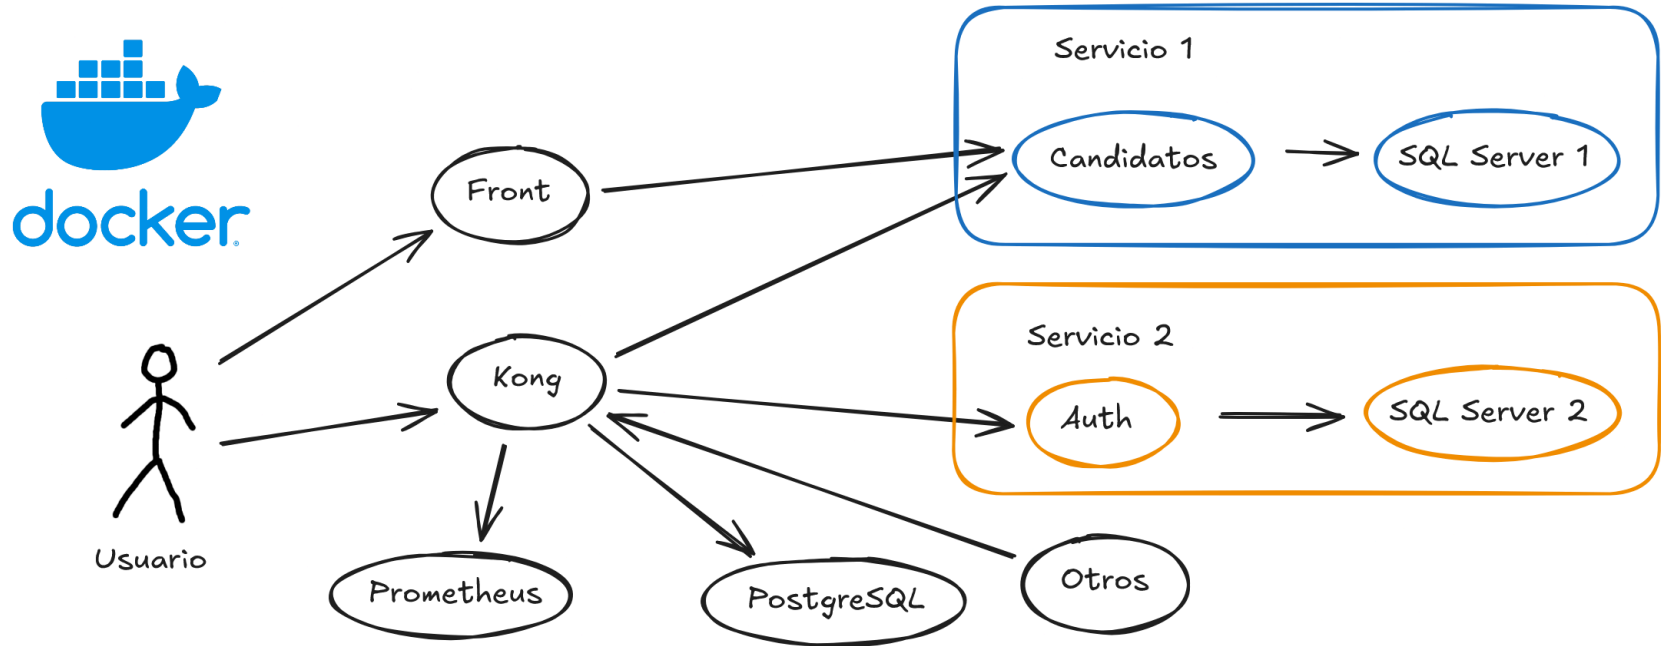 Servicio 1
docker
Front
Candidatos
SQL Server 1
Servicio 2
Kong
Auth
SQL Server 2
Usuario
Prometheus
PostgreSQL
Otros